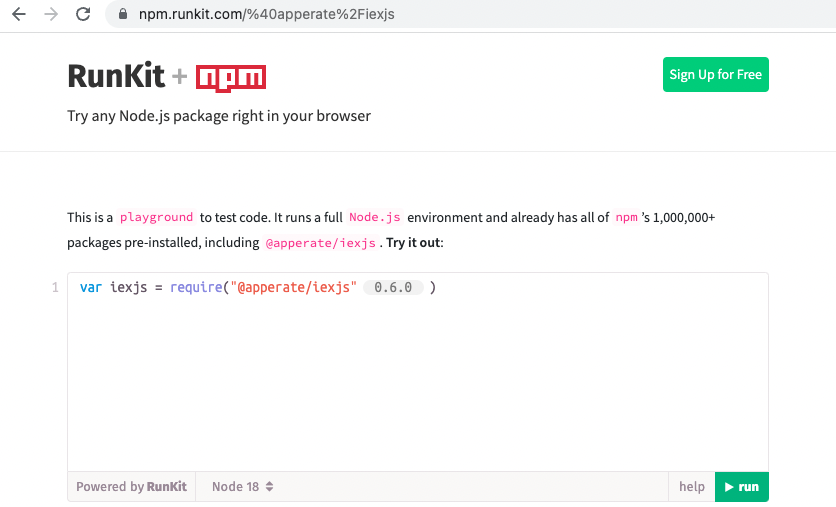 npm.runkit.com/%40apperate%2Fiexjs
RunKit + npm
Sign Up for Free
Try any Node.js package right in your browser
This is a playground to test code. It runs a full Node.js environment and already has all of npm's 1,000,000+
packages pre-installed, including @apperate/iexjs. Try it out:
1 var iexjs = require("@apperate/iexjs" 0.6.0 )
Powered by RunKit Node 18 help run